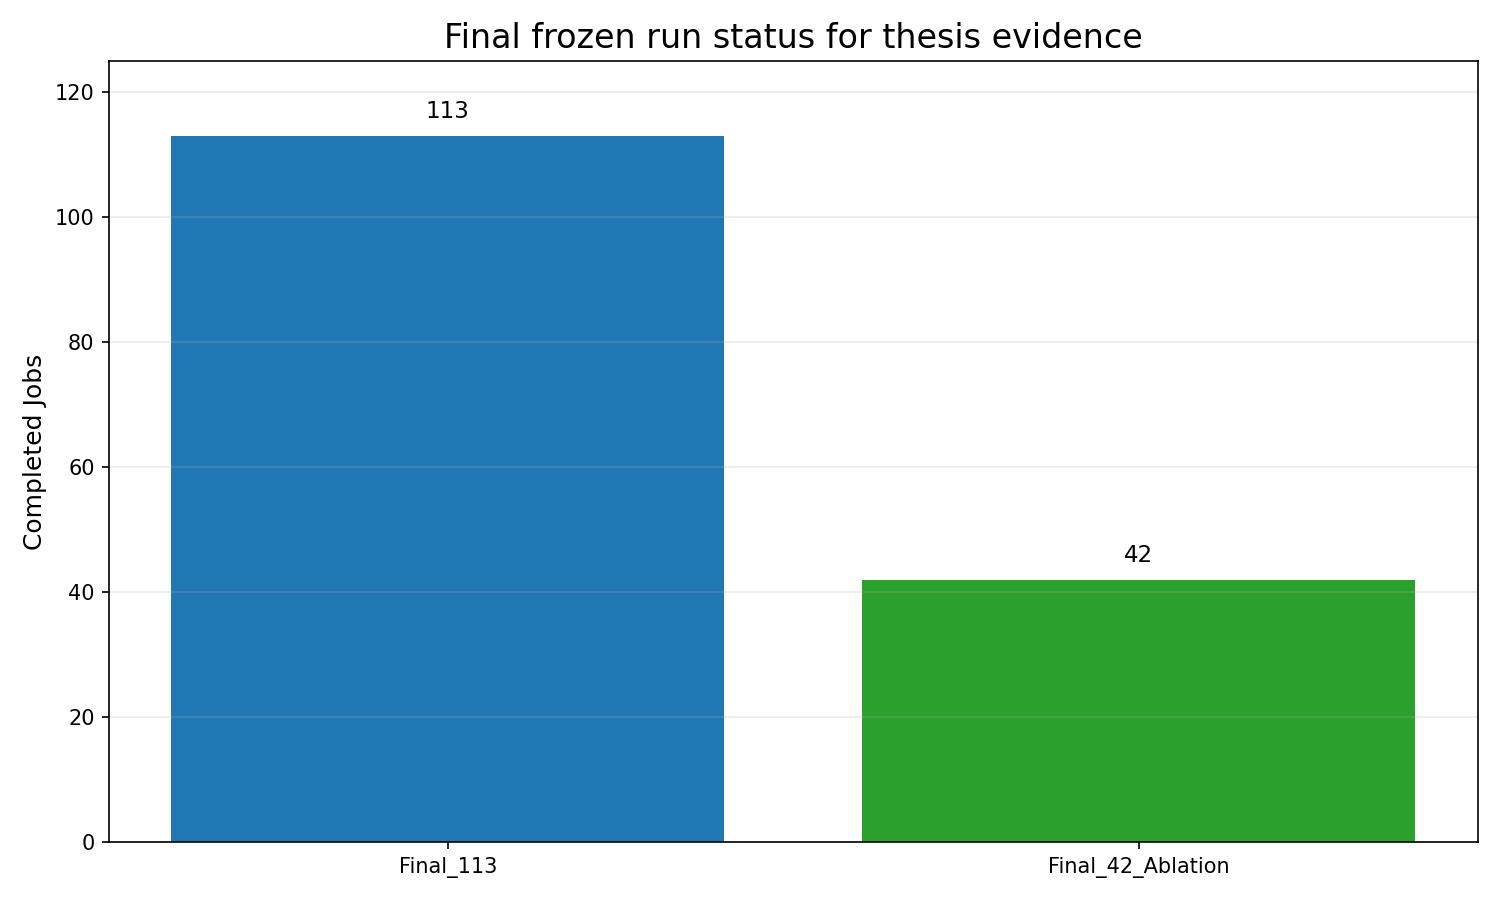 Final frozen run status for thesis evidence
120
100
80
60
40
20
0
Completed Jobs
113
42
Final_113
Final_42_Ablation